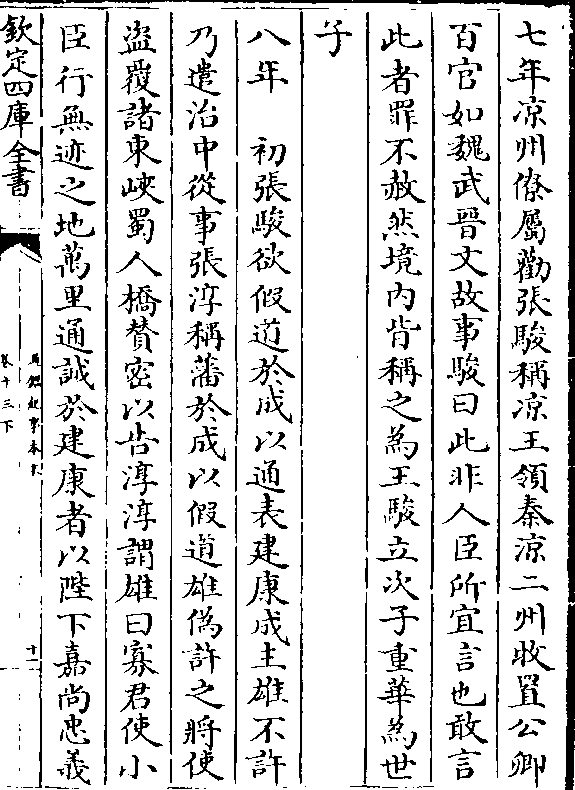 七年凉州僚屬勸張駿稱凉王領秦凉二州牧置公卿
百官如魏武晉文故事駿曰此非人臣所宜言也敢言
此者罪不赦然境内皆稱之為王駿立次子重華為世
子
八年　初張駿欲假道於成以通表建康成主雄不許
乃遣治中從事張淳稱藩於成以假道雄偽許之將使
盜覆諸東峽蜀人橋贊密以告淳淳謂雄曰寡君使小
臣行無迹之地萬里通誠於建康者以陛下嘉尚忠義
欽定四庫全書
通鑑紀事本末
卷十三下
十一